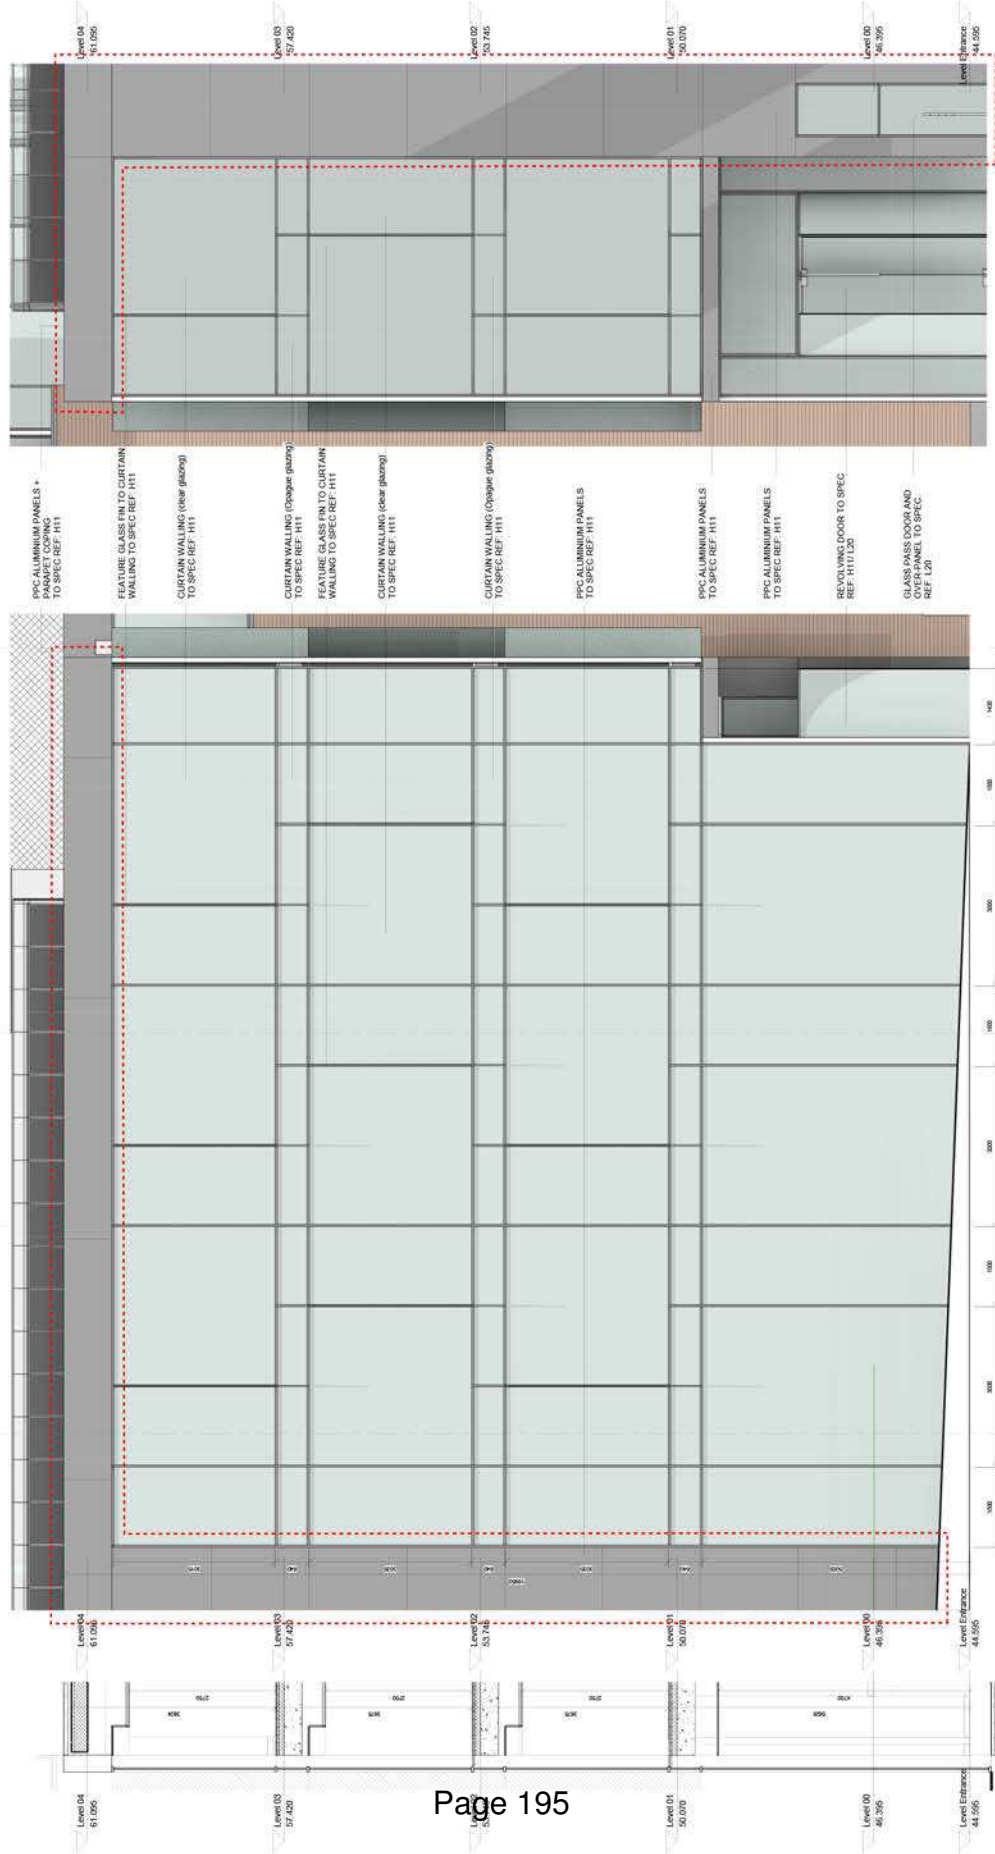 Level 04
61.095
Level 03
57.420
Level 02
53.745
Level 01
50.070
Level 00
46.395
Level Entrance
44.595
PPC ALUMINIUM PANELS +
PARAPET COPING
TO SPEC REF: H11
FEATURE GLASS FIN TO CURTAIN
WALLING TO SPEC REF: H11
CURTAIN WALLING (clear glazing)
TO SPEC REF: H11
CURTAIN WALLING (Opague glazing)
TO SPEC REF: H11
FEATURE GLASS FIN TO CURTAIN
WALLING TO SPEC REF: H11
CURTAIN WALLING (clear glazing)
TO SPEC REF: H11
CURTAIN WALLING (Opague glazing)
TO SPEC REF: H11
PPC ALUMINIUM PANELS
TO SPEC REF: H11
PPC ALUMINIUM PANELS
TO SPEC REF: H11
PPC ALUMINIUM PANELS
TO SPEC REF: H11
REVOLVING DOOR TO SPEC
REF: H11/ L20
GLASS PASS DOOR AND
OVER-PANEL TO SPEC
REF: L20
1400
3000
3000
3000
Level 04
61.095
Level 03
57.420
Level 02
53.745
Level 01
50.070
Level 00
46.395
Level Entrance
44.595
Level 04
61.095
Level 03
57.420
Level 01
50.070
Level 00
46.395
Level Entrance
44.595
Page 195